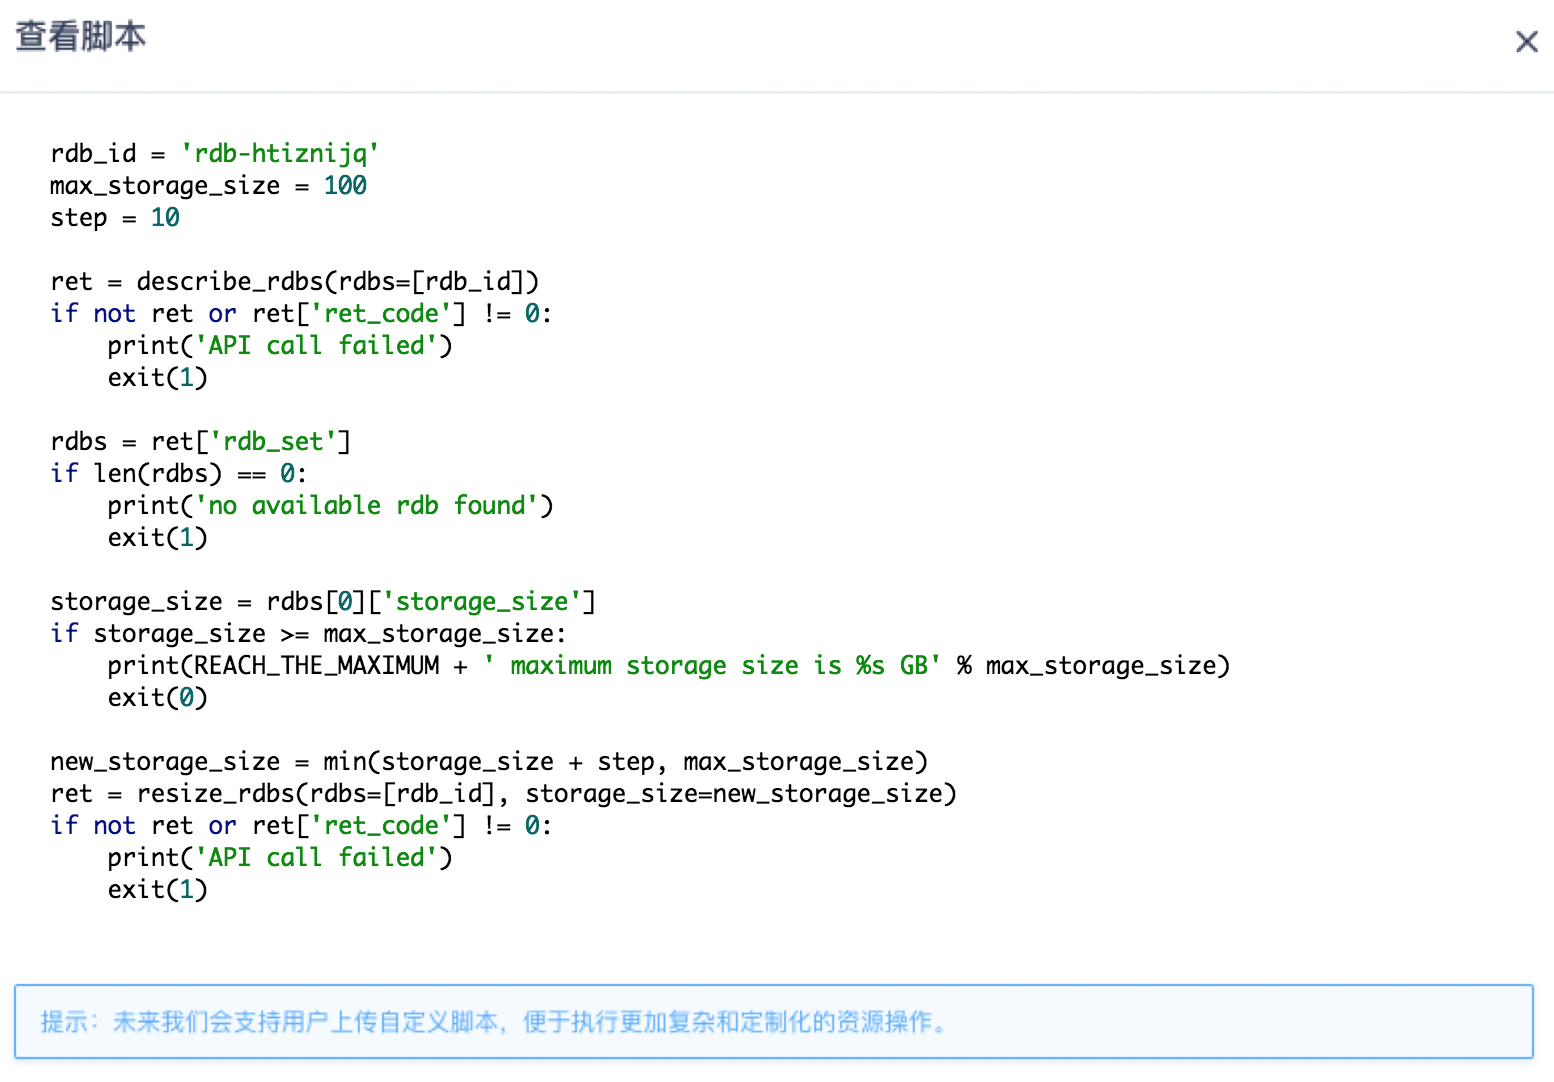 查看脚本
rdb_id = 'rdb-htiznijq'
max_storage_size = 100
step = 10
ret = describe_rdbs(rdbs=[rdb_id])
if not ret or ret['ret_code'] != 0:
    print('API call failed')
    exit(1)
rdbs = ret['rdb_set']
if len(rdbs) == 0:
    print('no available rdb found')
    exit(1)
storage_size = rdbs[0]['storage_size']
if storage_size >= max_storage_size:
    print(REACH_THE_MAXIMUM + ' maximum storage size is %s GB' % max_storage_size)
    exit(0)
new_storage_size = min(storage_size + step, max_storage_size)
ret = resize_rdbs(rdbs=[rdb_id], storage_size=new_storage_size)
if not ret or ret['ret_code'] != 0:
    print('API call failed')
    exit(1)
提示：未来我们会支持用户上传自定义脚本，便于执行更加复杂和定制化的资源操作。